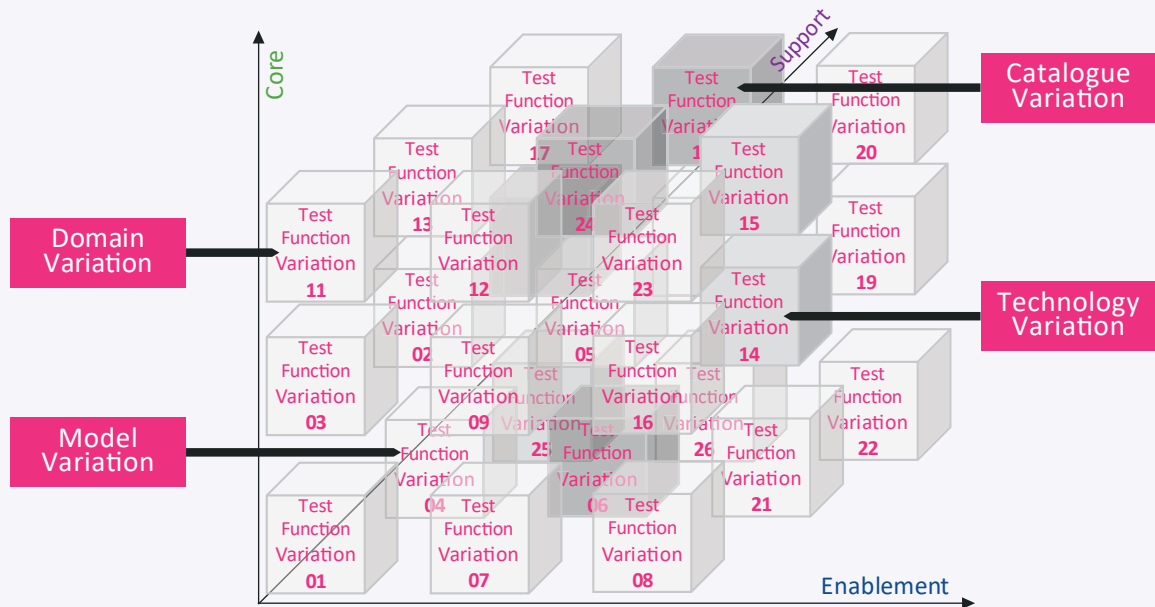 Core
Support
Enablement
Catalogue
Variation
Domain
Variation
Technology
Variation
Model
Variation
Test
Function
Variation
17
Test
Function
Variation
Test
Function
Variation
20
Test
Function
Variation
13
Test
Function
Variation
24
Test
Function
Variation
15
Test
Function
Variation
11
Test
Function
Variation
12
Test
Function
Variation
23
Test
Function
Variation
19
Test
Function
Variation
02
Test
Function
Variation
05
Test
Function
Variation
14
Test
Function
Variation
03
Test
Function
Variation
09
Test
Function
Variation
16
Test
Function
Variation
22
Test
Function
Variation
25
Test
Function
Variation
26
Test
Function
Variation
04
Test
Function
Variation
06
Test
Function
Variation
21
Test
Function
Variation
01
Test
Function
Variation
07
Test
Function
Variation
08